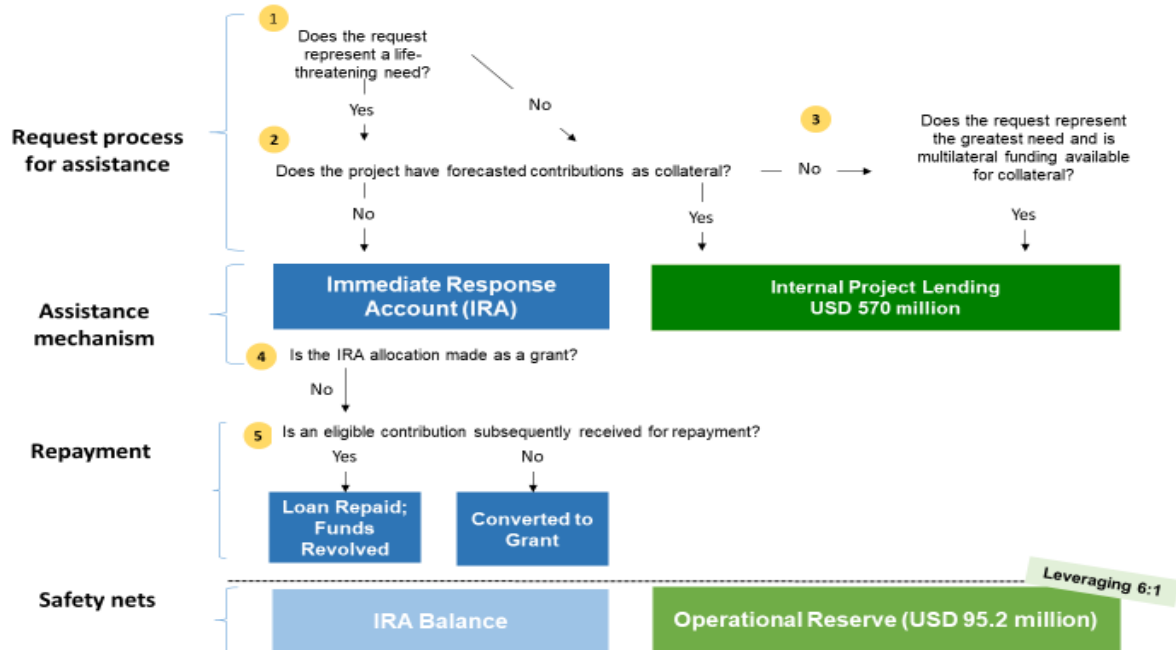 1
Does the request
represent a life-
threatening need?
Yes
No
Request process
for assistance
2
Does the project have forecasted contributions as collateral?
No
3
Does the request represent
the greatest need and is
multilateral funding available
for collateral?
No
Yes
Yes
Assistance
mechanism
Immediate Response
Account (IRA)
Internal Project Lending
USD 570 million
4
Is the IRA allocation made as a grant?
No
Repayment
5
Is an eligible contribution subsequently received for repayment?
Yes
No
Loan Repaid;
Funds
Revolved
Converted to
Grant
Leveraging 6:1
Safety nets
IRA Balance
Operational Reserve (USD 95.2 million)